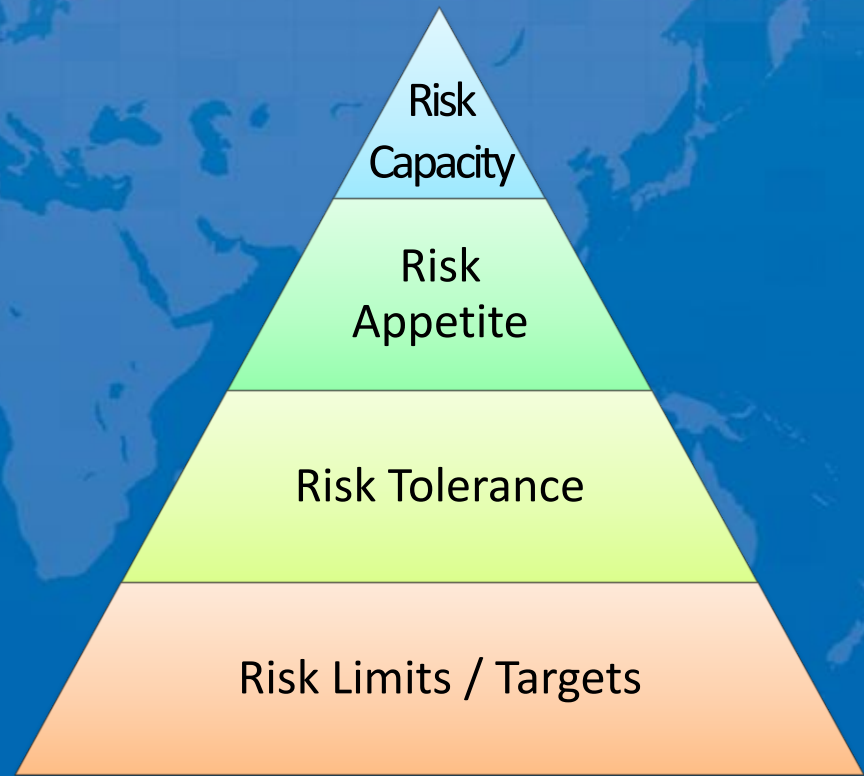 Risk
Capacity
Risk
Appetite
Risk Tolerance
Risk Limits / Targets